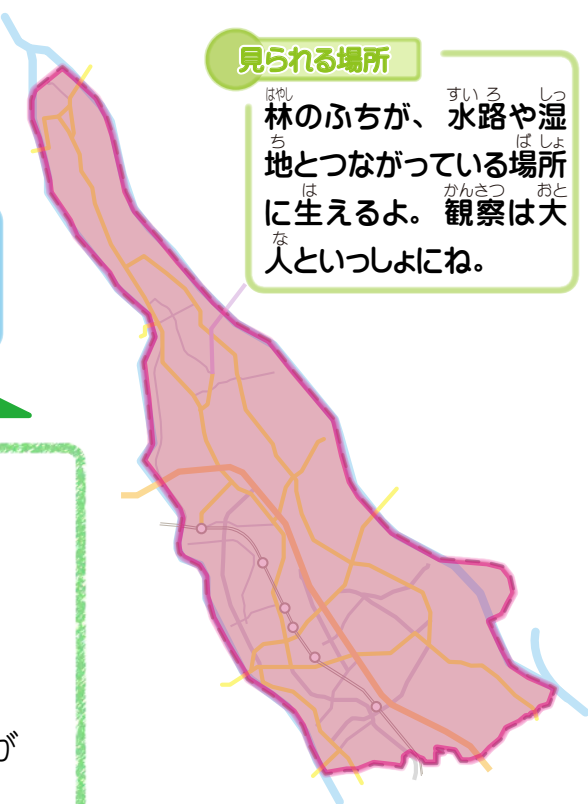 見られる場所
林のふちが、水路や湿
地とつながっている場所
に生えるよ。観察は大
人といっしょにね。
が